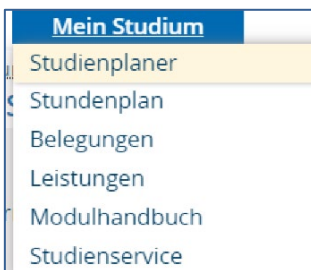 Mein Studium
Studienplaner
Stundenplan
Belegungen
Leistungen
Modulhandbuch
Studienservice